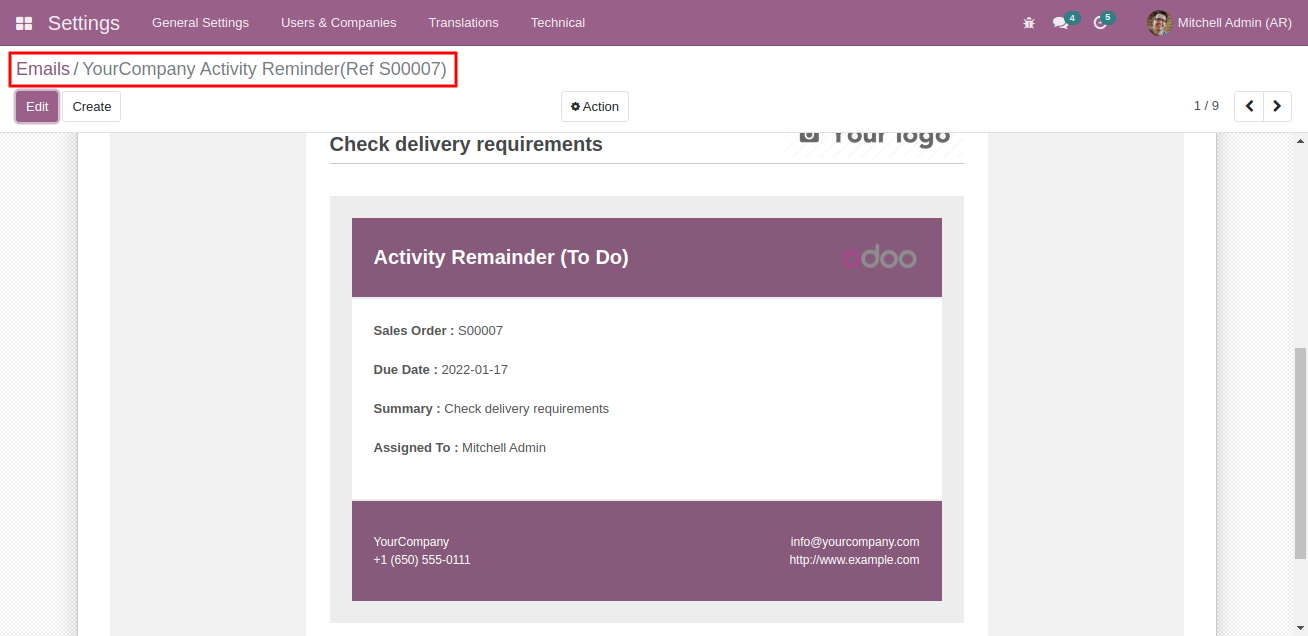 Settings General Settings Users & Companies Translations Technical 4 5 Mitchell Admin (AR)
Emails / YourCompany Activity Reminder(Ref S00007)
Edit Create Action 1 / 9
Check delivery requirements Your logo
Activity Remainder (To Do) odoo
Sales Order : S00007
Due Date : 2022-01-17
Summary : Check delivery requirements
Assigned To : Mitchell Admin
YourCompany info@yourcompany.com
+1 (650) 555-0111 http://www.example.com